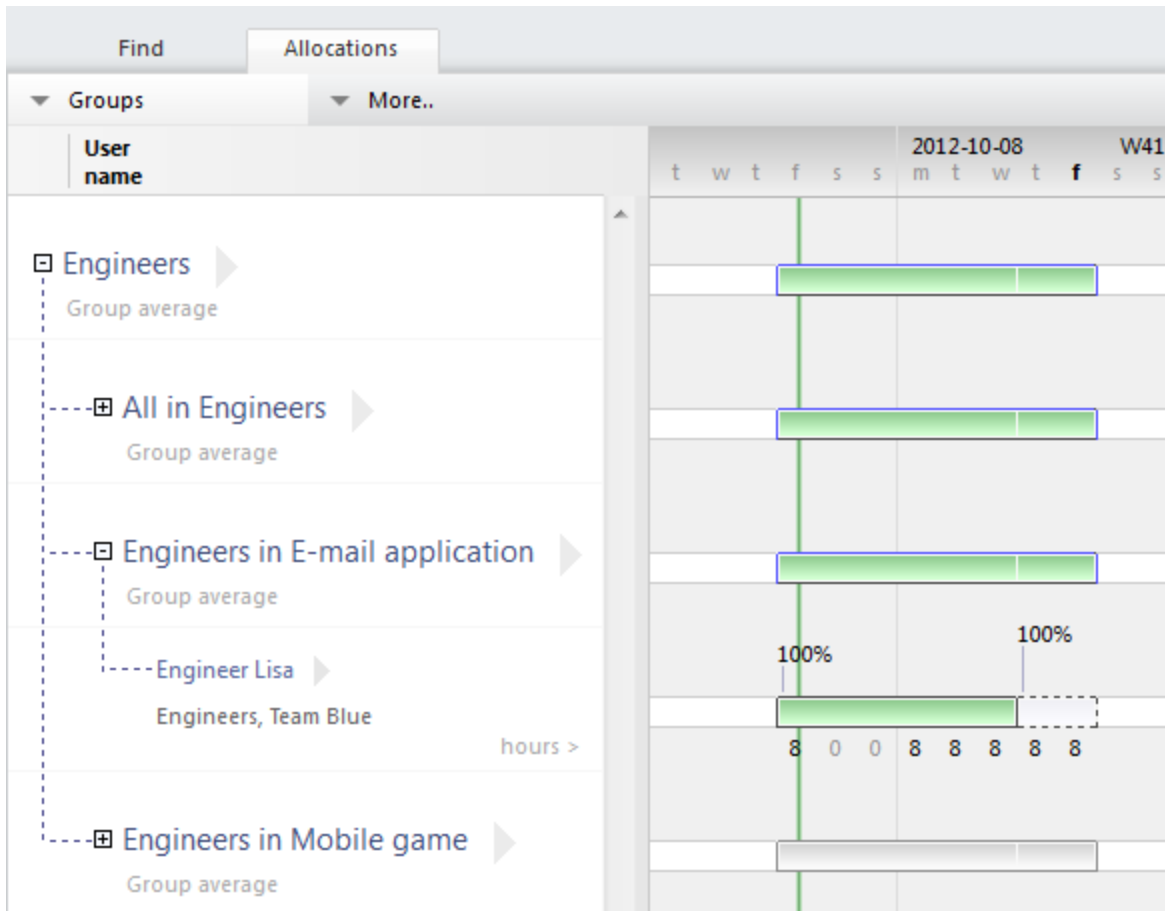 Find Allocations
Groups More..
User name
2012-10-08 W41
t w t f s s m t w t f s s
Engineers
Group average
All in Engineers
Group average
Engineers in E-mail application
Group average
100% 100%
Engineer Lisa
Engineers, Team Blue
hours >
8 0 0 8 8 8 8 8
Engineers in Mobile game
Group average